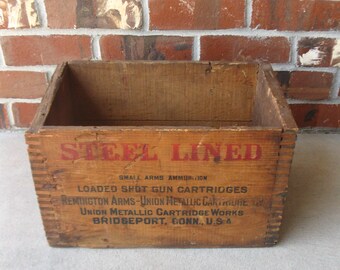 STEEL LINED
SMALL ARMS AMMUNITION
LOADED SHOT GUN CARTRIDGES
REMINGTON ARMS-UNION METALLIC CARTRIDGE CO.
UNION METALLIC CARTRIDGE WORKS
BRIDGEPORT, CONN. U.S.A.